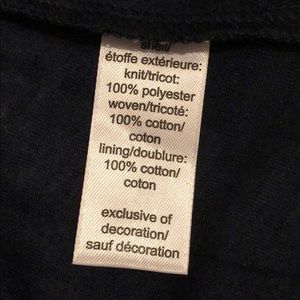 shell/
étoffe extérieure:
knit/tricot:
100% polyester
woven/tricoté:
100% cotton/
coton
lining/doublure:
100% cotton/
coton
exclusive of
decoration/
sauf décoration